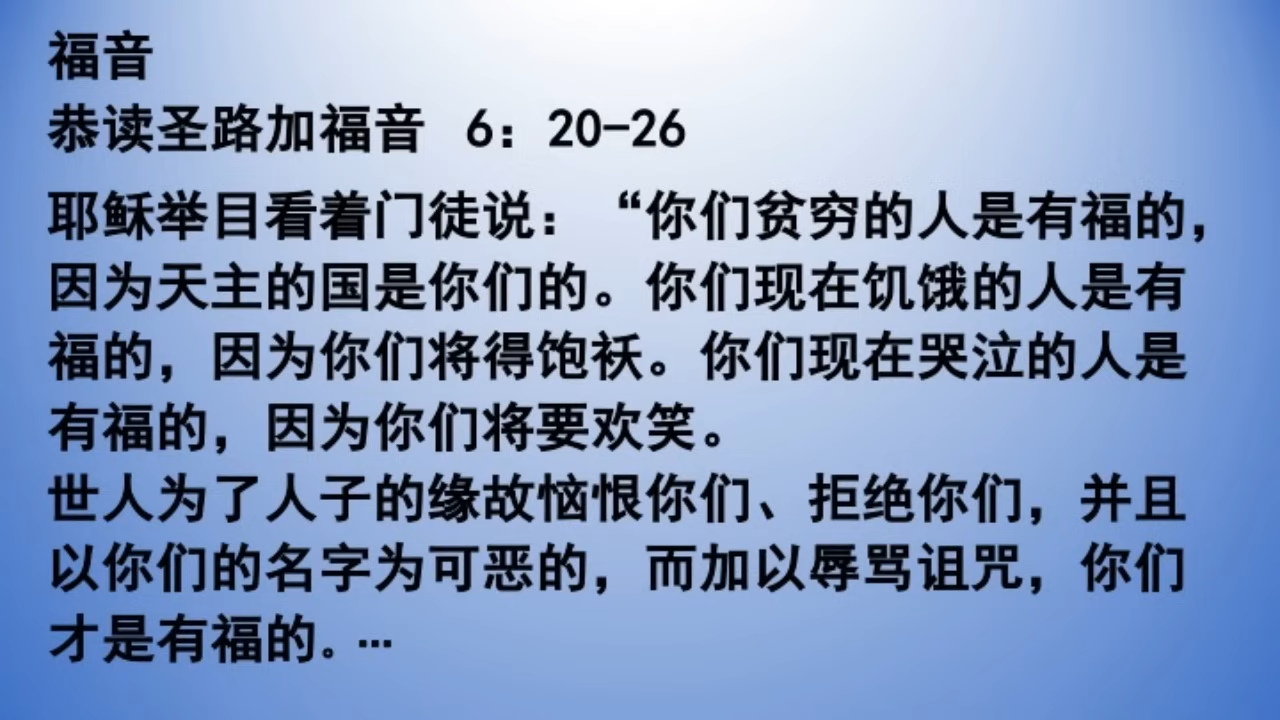 福音
恭读圣路加福音 6：20-26
耶稣举目看着门徒说：“你们贫穷的人是有福的，
因为天主的国是你们的。你们现在饥饿的人是有
福的，因为你们将得饱袄。你们现在哭泣的人是
有福的，因为你们将要欢笑。
世人为了人子的缘故恼恨你们、拒绝你们，并且
以你们的名字为可恶的，而加以辱骂诅咒，你们
才是有福的。…